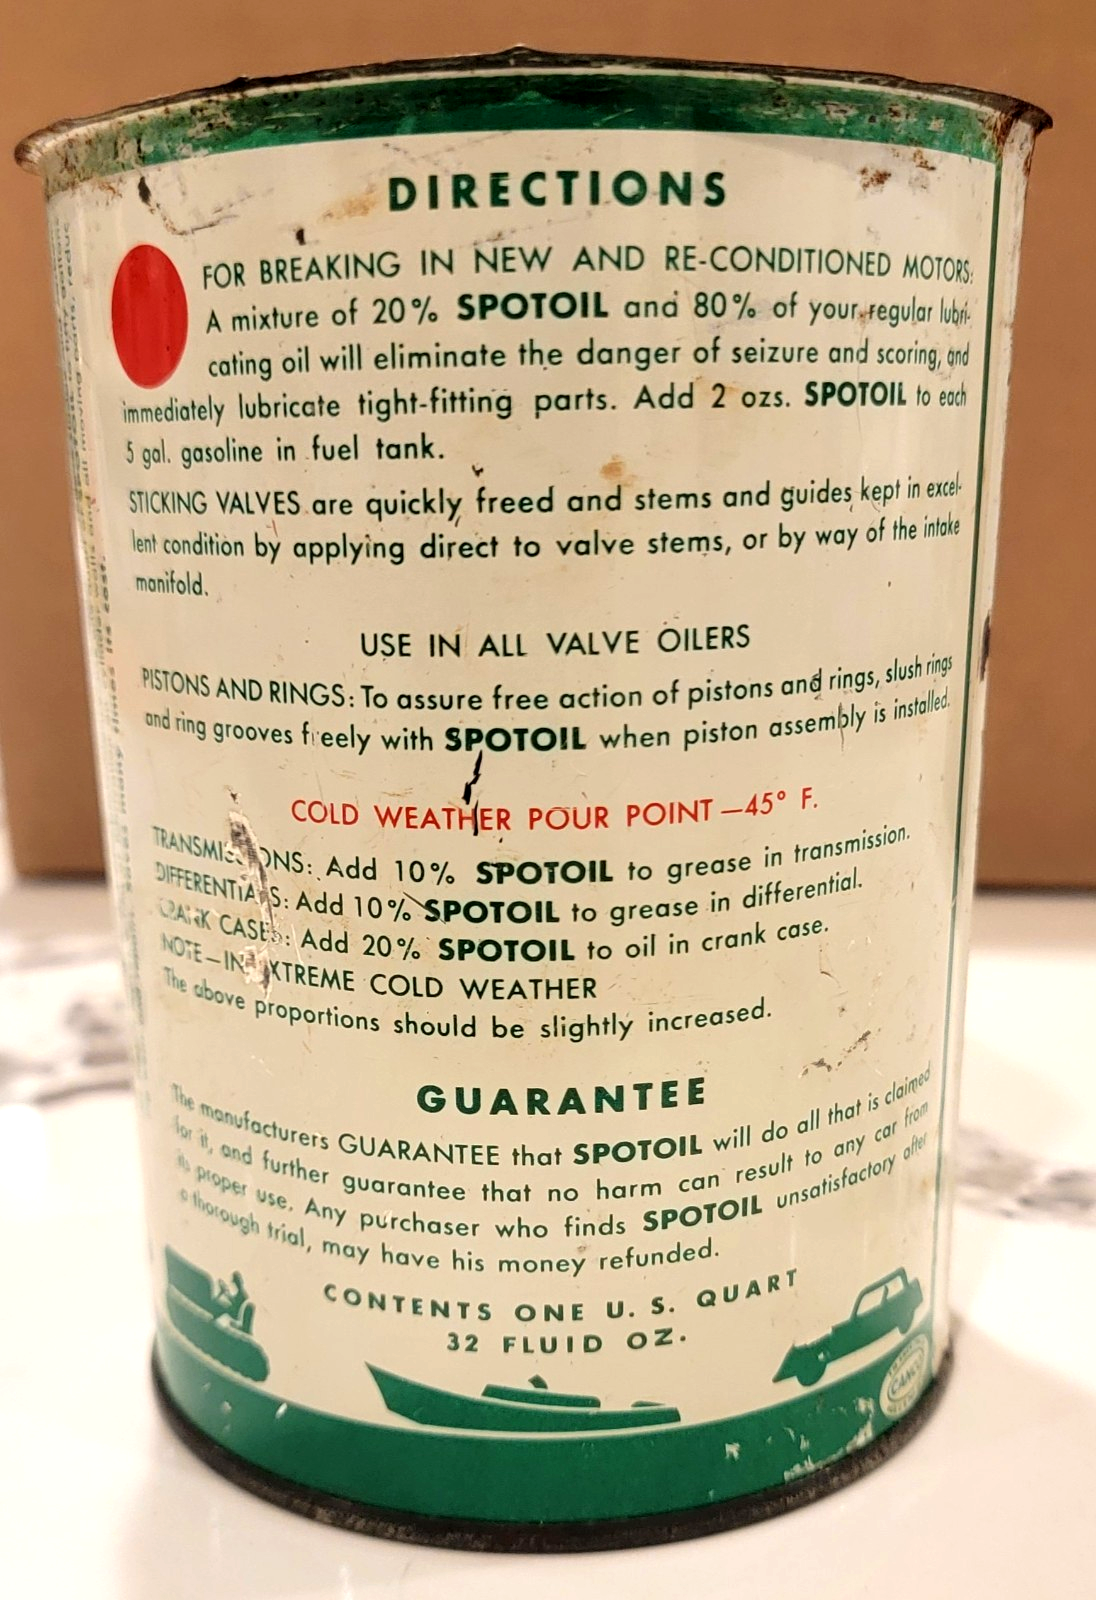 DIRECTIONS
FOR BREAKING IN NEW AND RE-CONDITIONED MOTORS:
A mixture of 20% SPOTOIL and 80% of your regular lubri-
cating oil will eliminate the danger of seizure and scoring, and
immediately lubricate tight-fitting parts. Add 2 ozs. SPOTOIL to each
5 gal. gasoline in fuel tank.
STICKING VALVES are quickly freed and stems and guides kept in excel-
lent condition by applying direct to valve stems, or by way of the intake
manifold.
USE IN ALL VALVE OILERS
PISTONS AND RINGS: To assure free action of pistons and rings, slush rings
and ring grooves freely with SPOTOIL when piston assembly is installed.
COLD WEATHER POUR POINT —45° F.
TRANSMISSIONS: Add 10% SPOTOIL to grease in transmission.
DIFFERENTIALS: Add 10% SPOTOIL to grease in differential.
CRANK CASES: Add 20% SPOTOIL to oil in crank case.
NOTE—IN EXTREME COLD WEATHER
The above proportions should be slightly increased.
GUARANTEE
The manufacturers GUARANTEE that SPOTOIL will do all that is claimed
for it, and further guarantee that no harm can result to any car from
its proper use. Any purchaser who finds SPOTOIL unsatisfactory after
a thorough trial, may have his money refunded.
CONTENTS ONE U. S. QUART
32 FLUID OZ.
CANCO